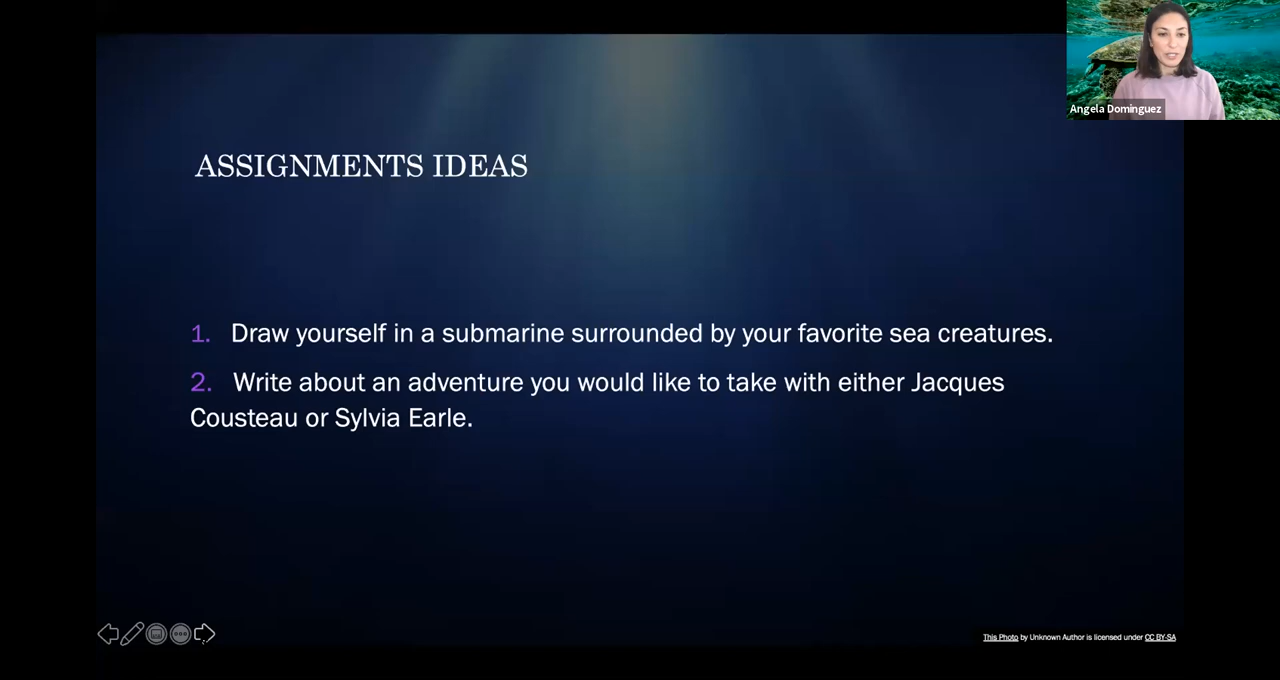 Angela Dominguez
ASSIGNMENTS IDEAS
1. Draw yourself in a submarine surrounded by your favorite sea creatures.
2. Write about an adventure you would like to take with either Jacques
Cousteau or Sylvia Earle.
This Photo by Unknown Author is licensed under CC BY-SA